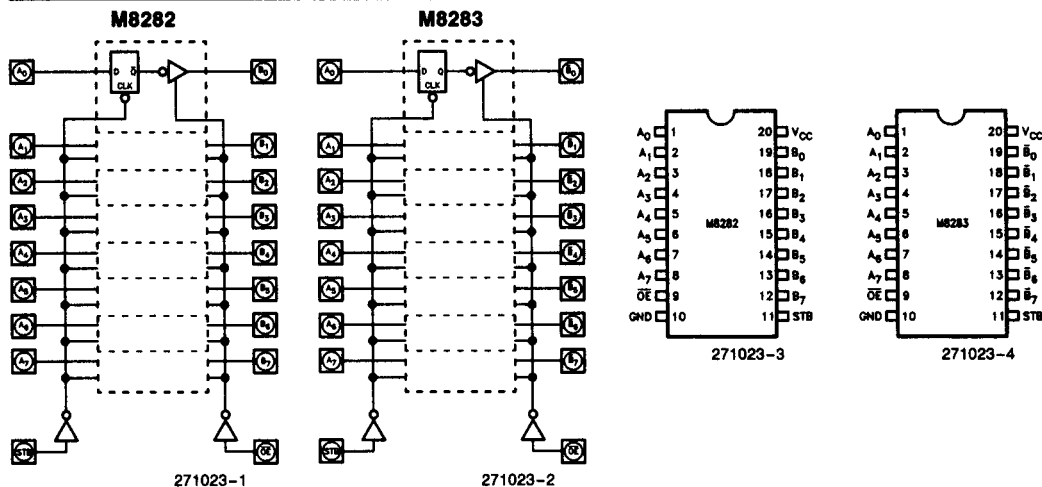 M8282
A0 D Q̅ CLK B0
A1 B1
A2 B2
A3 B3
A4 B4
A5 B5
A6 B6
A7 B7
STB O̅E̅
271023-1
M8283
A0 D Q CLK B̅0
A1 B̅1
A2 B̅2
A3 B̅3
A4 B̅4
A5 B̅5
A6 B̅6
A7 B̅7
STB O̅E̅
271023-2
A0 1 20 VCC
A1 2 19 B0
A2 3 18 B1
A3 4 17 B2
A4 5 16 B3
A5 6 15 B4
A6 7 14 B5
A7 8 13 B6
O̅E̅ 9 12 B7
GND 10 11 STB
M8282
271023-3
A0 1 20 VCC
A1 2 19 B̅0
A2 3 18 B̅1
A3 4 17 B̅2
A4 5 16 B̅3
A5 6 15 B̅4
A6 7 14 B̅5
A7 8 13 B̅6
O̅E̅ 9 12 B̅7
GND 10 11 STB
M8283
271023-4